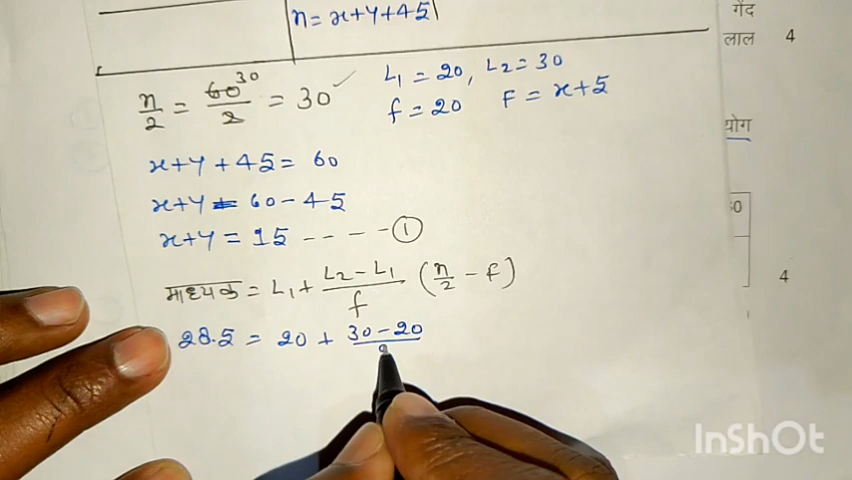 n = x+y+45
n/2 = 60/2 30 = 30 ✓
L₁ = 20, L₂ = 30
f = 20 F = x+5
x+y+45 = 60
x+y = 60-45
x+y = 15 ---- ①
माध्यक = L₁ + (L₂ - L₁)/f (n/2 - F)
28.5 = 20 + 30-20
गेंद
लाल 4
योग
4
InShOt